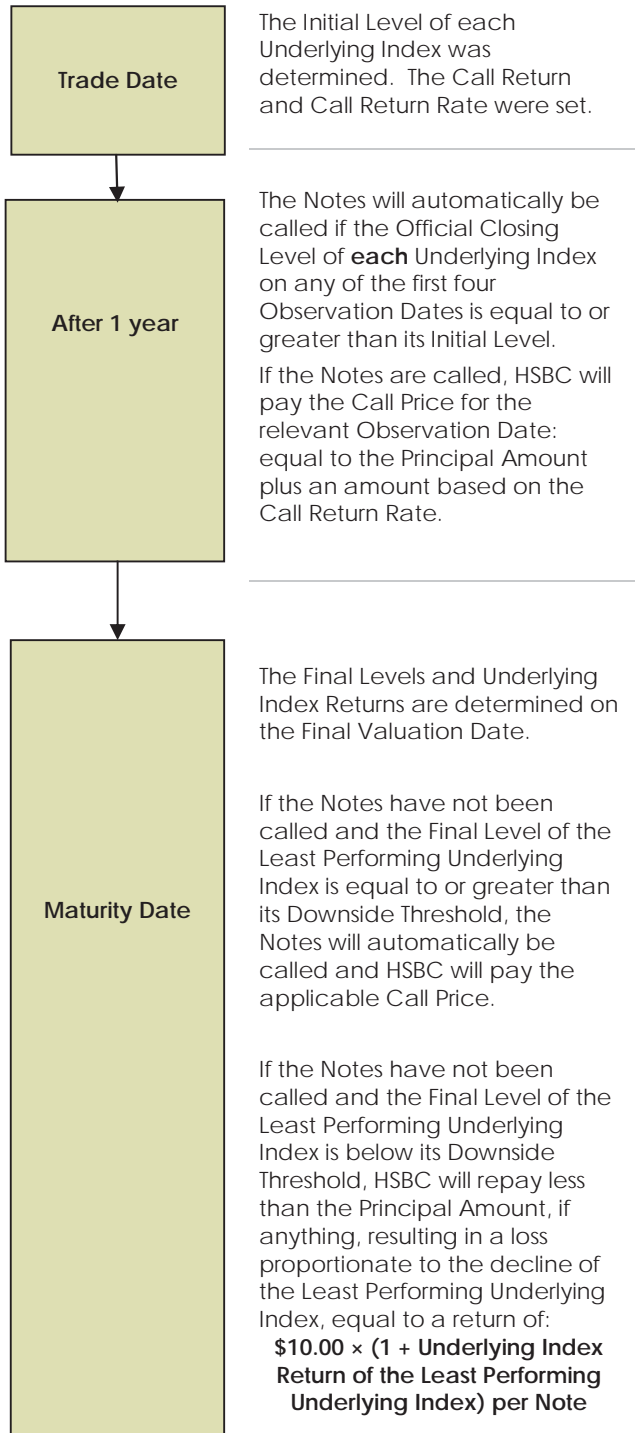 Trade Date
The Initial Level of each
Underlying Index was
determined. The Call Return
and Call Return Rate were set.
After 1 year
The Notes will automatically be
called if the Official Closing
Level of each Underlying Index
on any of the first four
Observation Dates is equal to or
greater than its Initial Level.
If the Notes are called, HSBC will
pay the Call Price for the
relevant Observation Date:
equal to the Principal Amount
plus an amount based on the
Call Return Rate.
Maturity Date
The Final Levels and Underlying
Index Returns are determined on
the Final Valuation Date.
If the Notes have not been
called and the Final Level of the
Least Performing Underlying
Index is equal to or greater than
its Downside Threshold, the
Notes will automatically be
called and HSBC will pay the
applicable Call Price.
If the Notes have not been
called and the Final Level of the
Least Performing Underlying
Index is below its Downside
Threshold, HSBC will repay less
than the Principal Amount, if
anything, resulting in a loss
proportionate to the decline of
the Least Performing Underlying
Index, equal to a return of:
$10.00 × (1 + Underlying Index
Return of the Least Performing
Underlying Index) per Note